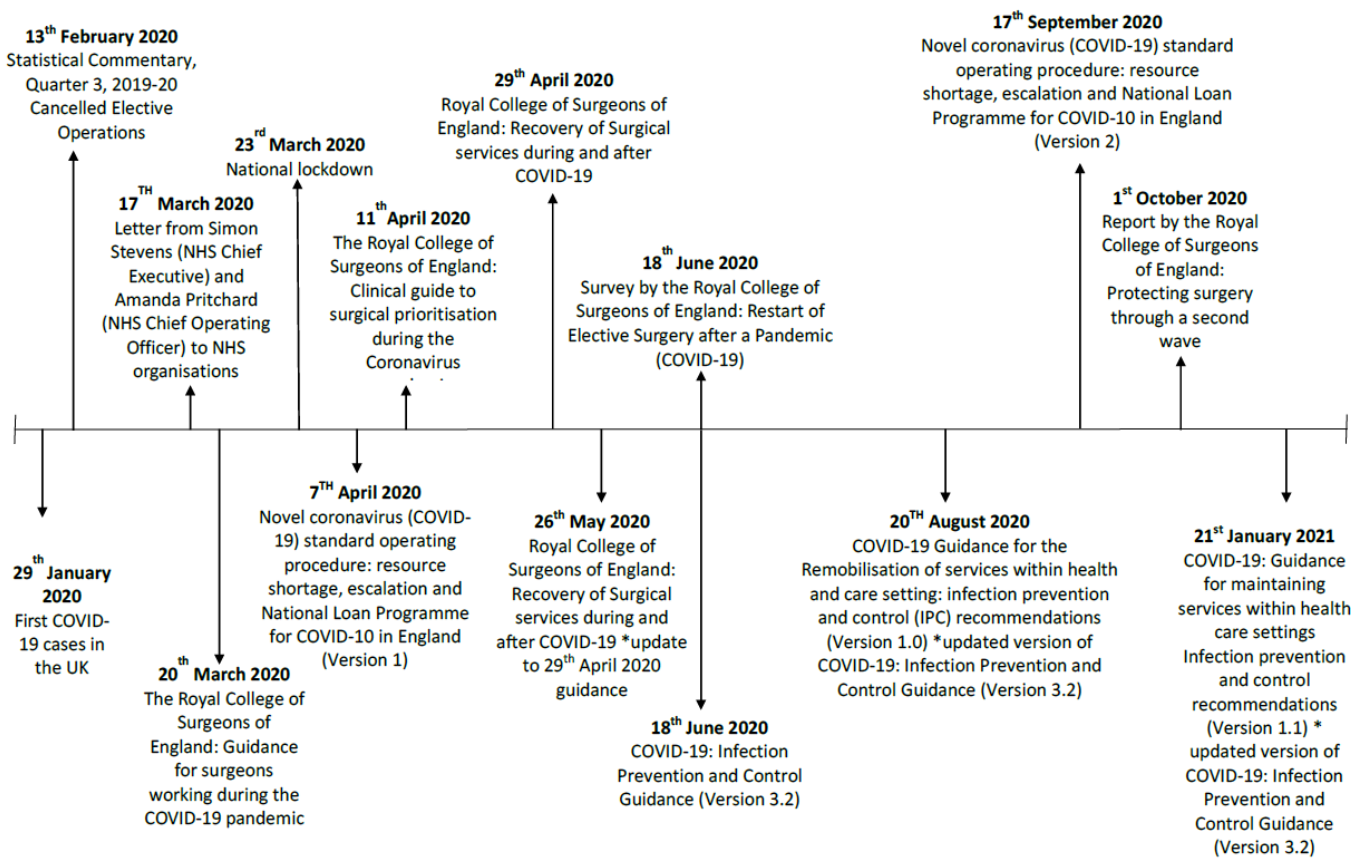 13th February 2020
Statistical Commentary,
Quarter 3, 2019-20
Cancelled Elective
Operations
17TH March 2020
Letter from Simon
Stevens (NHS Chief
Executive) and
Amanda Pritchard
(NHS Chief Operating
Officer) to NHS
organisations
23rd March 2020
National lockdown
11th April 2020
The Royal College of
Surgeons of England:
Clinical guide to
surgical prioritisation
during the
Coronavirus
29th April 2020
Royal College of Surgeons of
England: Recovery of Surgical
services during and after
COVID-19
18th June 2020
Survey by the Royal College of
Surgeons of England: Restart of
Elective Surgery after a Pandemic
(COVID-19)
17th September 2020
Novel coronavirus (COVID-19) standard
operating procedure: resource
shortage, escalation and National Loan
Programme for COVID-10 in England
(Version 2)
1st October 2020
Report by the Royal
College of Surgeons
of England:
Protecting surgery
through a second
wave
29th January
2020
First COVID-
19 cases in
the UK
20th March 2020
The Royal College of
Surgeons of
England: Guidance
for surgeons
working during the
COVID-19 pandemic
7TH April 2020
Novel coronavirus (COVID-
19) standard operating
procedure: resource
shortage, escalation and
National Loan Programme
for COVID-10 in England
(Version 1)
26th May 2020
Royal College of
Surgeons of England:
Recovery of Surgical
services during and
after COVID-19 *update
to 29th April 2020
guidance
18th June 2020
COVID-19: Infection
Prevention and Control
Guidance (Version 3.2)
20TH August 2020
COVID-19 Guidance for the
Remobilisation of services within health
and care setting: infection prevention
and control (IPC) recommendations
(Version 1.0) *updated version of
COVID-19: Infection Prevention and
Control Guidance (Version 3.2)
21st January 2021
COVID-19: Guidance
for maintaining
services within health
care settings
Infection prevention
and control
recommendations
(Version 1.1) *
updated version of
COVID-19: Infection
Prevention and
Control Guidance
(Version 3.2)